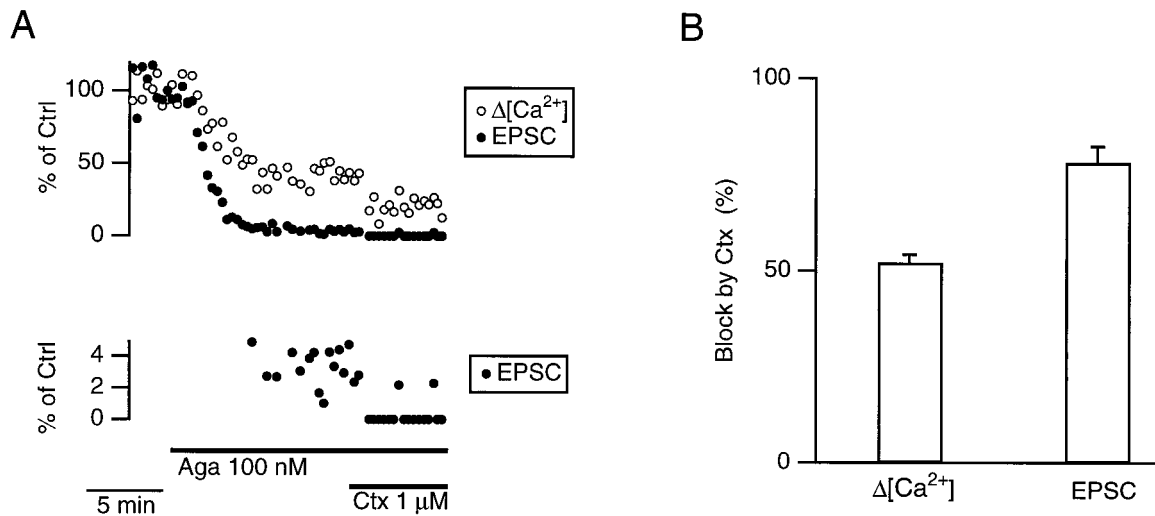 A
% of Ctrl
100
50
0
Δ[Ca²⁺]
EPSC
% of Ctrl
4
2
0
EPSC
Aga 100 nM
5 min
Ctx 1 μM
B
Block by Ctx (%)
100
50
0
Δ[Ca²⁺]
EPSC